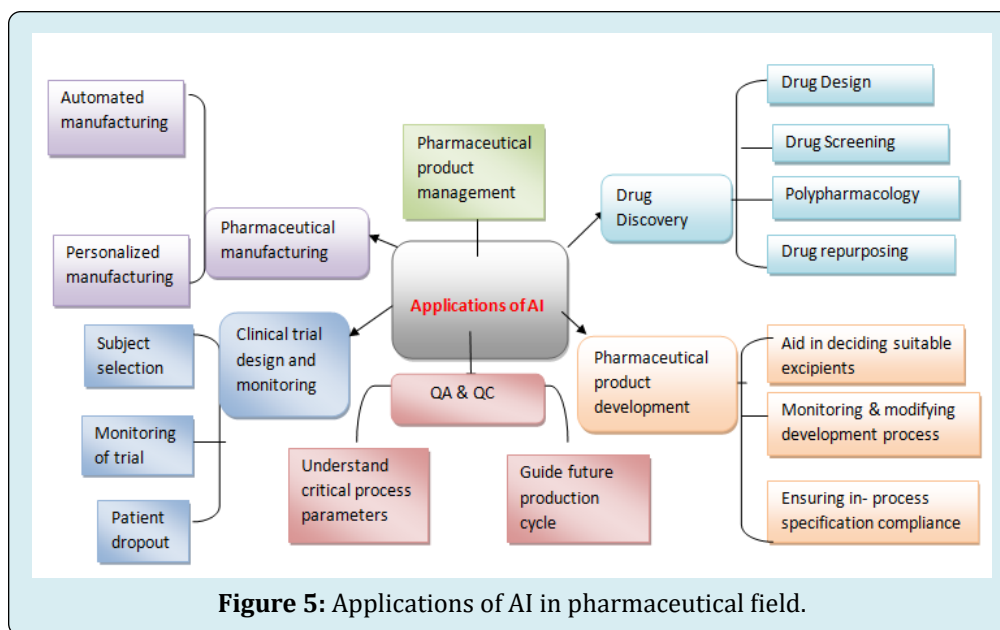 Automated
manufacturing
Personalized
manufacturing
Pharmaceutical
manufacturing
Pharmaceutical
product
management
Drug
Discovery
Drug Design
Drug Screening
Polypharmacology
Drug repurposing
Applications of AI
Subject
selection
Monitoring
of trial
Patient
dropout
Clinical trial
design and
monitoring
QA & QC
Understand
critical process
parameters
Guide future
production
cycle
Pharmaceutical
product
development
Aid in deciding suitable
excipients
Monitoring & modifying
development process
Ensuring in- process
specification compliance
Figure 5: Applications of AI in pharmaceutical field.